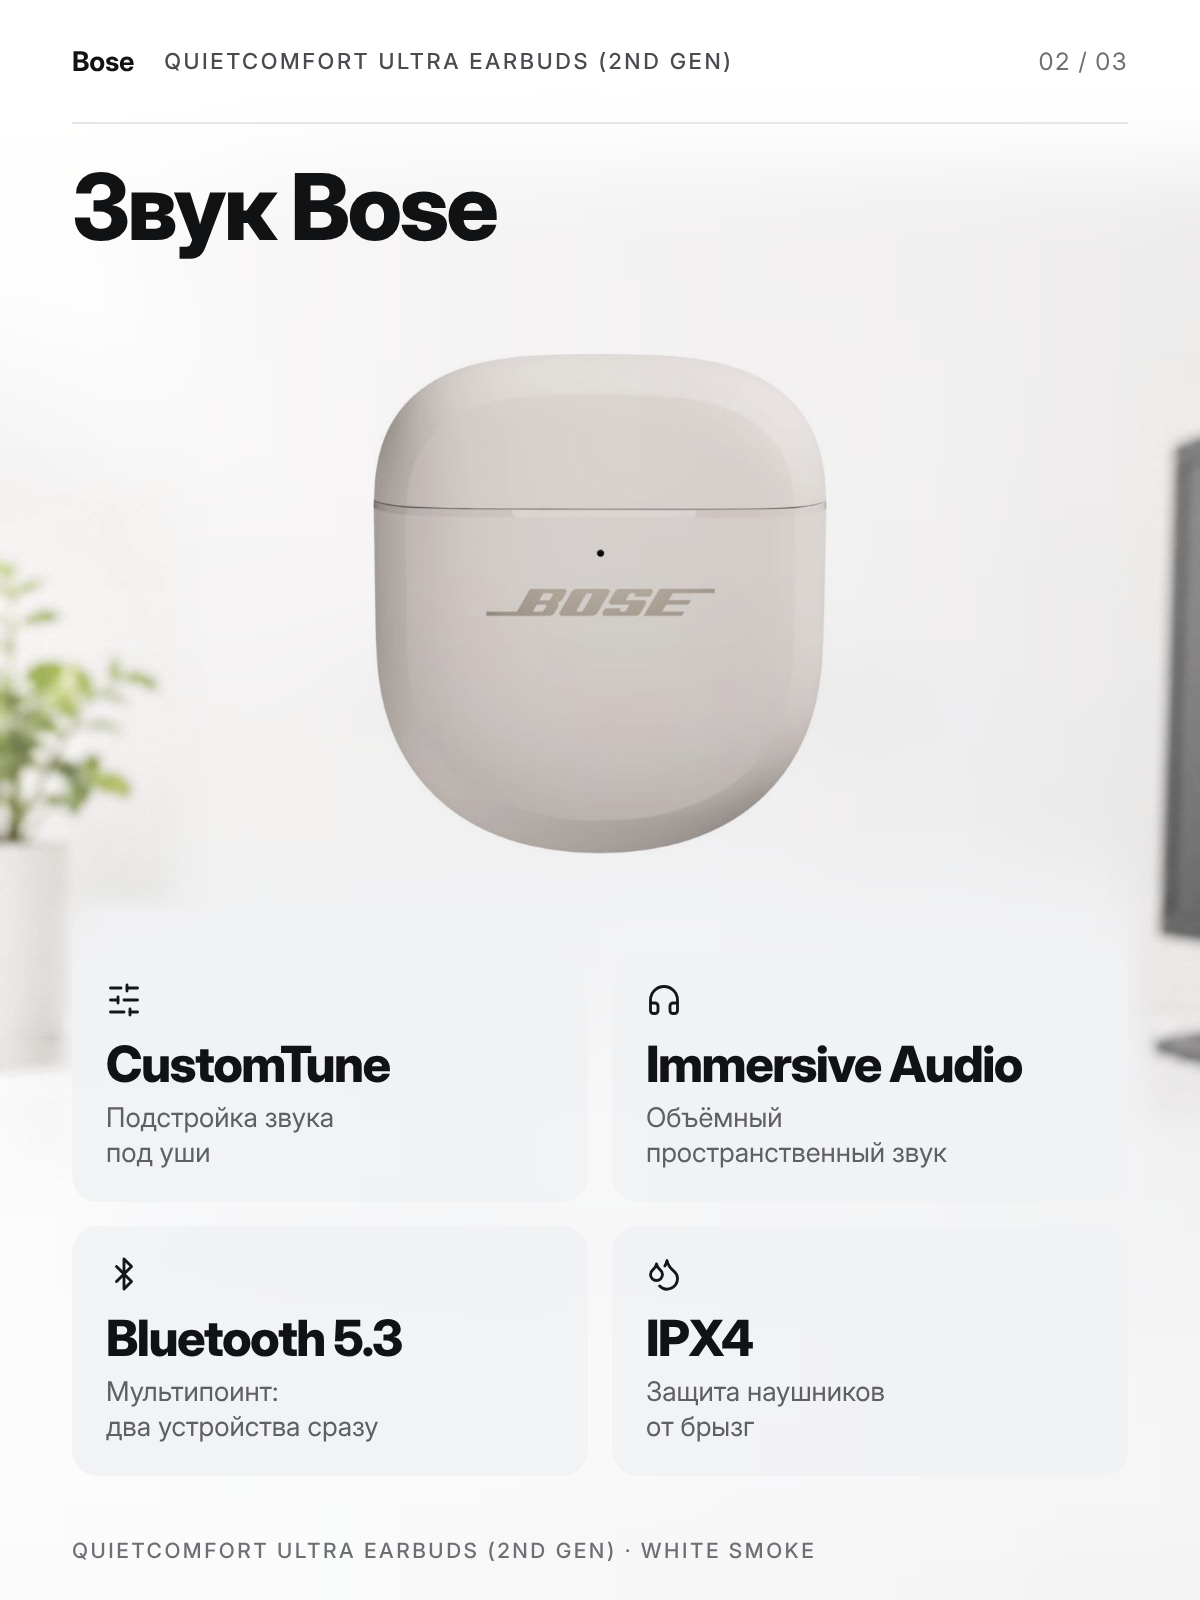 Bose QUIETCOMFORT ULTRA EARBUDS (2ND GEN) 02 / 03
Звук Bose
BOSE
CustomTune
Подстройка звука
под уши
Immersive Audio
Объёмный
пространственный звук
Bluetooth 5.3
Мультипоинт:
два устройства сразу
IPX4
Защита наушников
от брызг
QUIETCOMFORT ULTRA EARBUDS (2ND GEN) · WHITE SMOKE